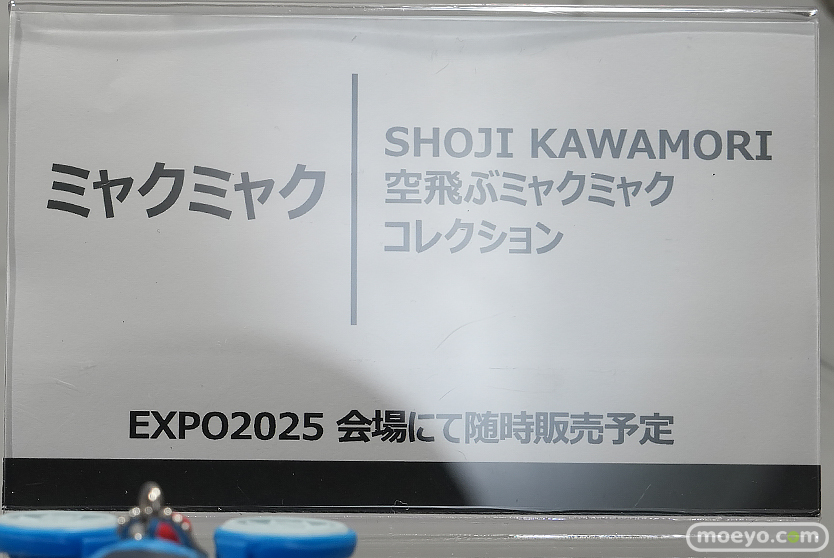 ミャクミャク
SHOJI KAWAMORI
空飛ぶミャクミャク
コレクション
EXPO2025 会場にて随時販売予定
moeyo.com